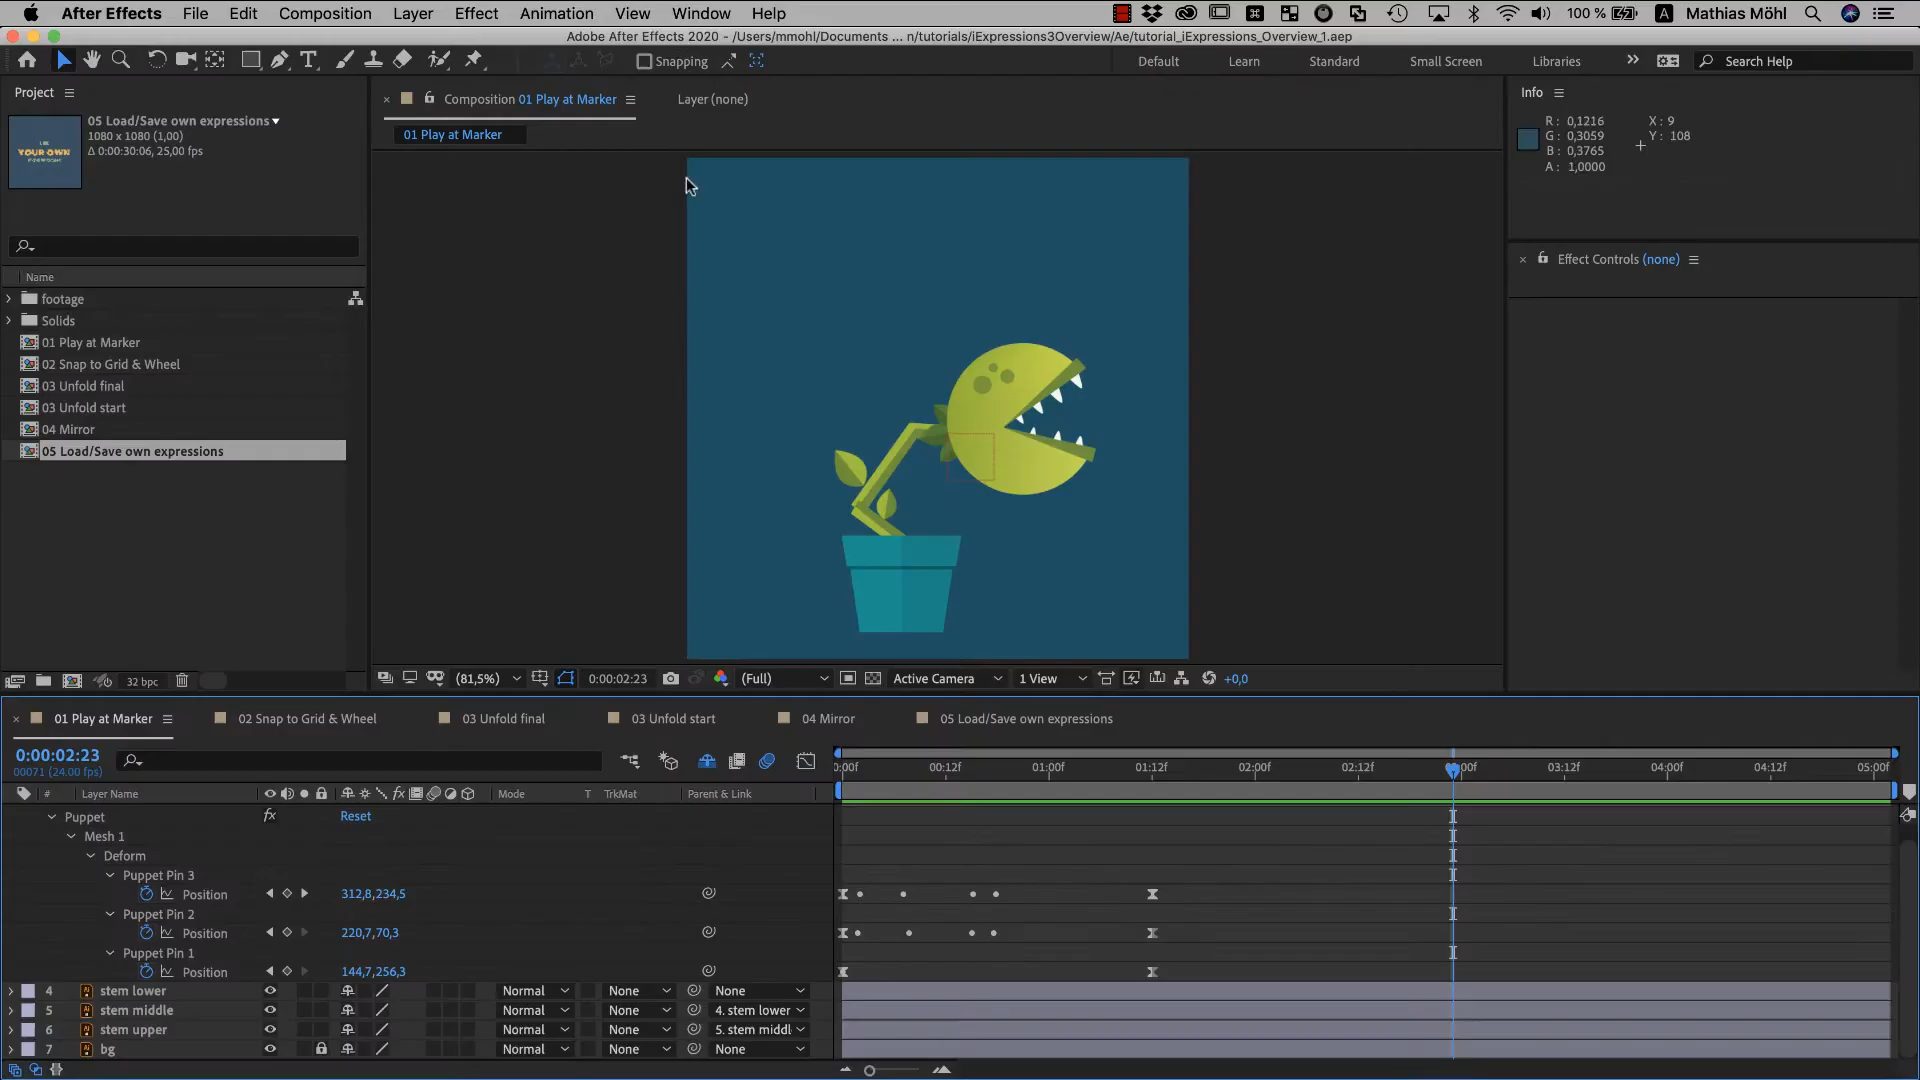 After Effects File Edit Composition Layer Effect Animation View Window Help 100 % A Mathias Möhl
Adobe After Effects 2020 - /Users/mmohl/Documents ... n/tutorials/iExpressions3Overview/Ae/tutorial_iExpressions_Overview_1.aep
Snapping Default Learn Standard Small Screen Libraries Search Help
Project
05 Load/Save own expressions
1080 x 1080 (1,00)
Δ 0:00:30:06, 25,00 fps
YOUR OWN
Name
footage
Solids
01 Play at Marker
02 Snap to Grid & Wheel
03 Unfold final
03 Unfold start
04 Mirror
05 Load/Save own expressions
32 bpc
Composition 01 Play at Marker Layer (none)
01 Play at Marker
(81,5%) 0:00:02:23 (Full) Active Camera 1 View +0,0
Info
R: 0,1216 X: 9
G: 0,3059 Y: 108
B: 0,3765
A: 1,0000
Effect Controls (none)
01 Play at Marker 02 Snap to Grid & Wheel 03 Unfold final 03 Unfold start 04 Mirror 05 Load/Save own expressions
0:00:02:23
00071 (24.00 fps)
00:12f 01:00f 01:12f 02:00f 02:12f 03:12f 04:00f 04:12f 05:00f
# Layer Name Mode T TrkMat Parent & Link
Puppet Reset
Mesh 1
Deform
Puppet Pin 3
Position 312,8,234,5
Puppet Pin 2
Position 220,7,70,3
Puppet Pin 1
Position 144,7,256,3
4 stem lower Normal None None
5 stem middle Normal None 4. stem lower
6 stem upper Normal None 5. stem middl
7 bg Normal None None